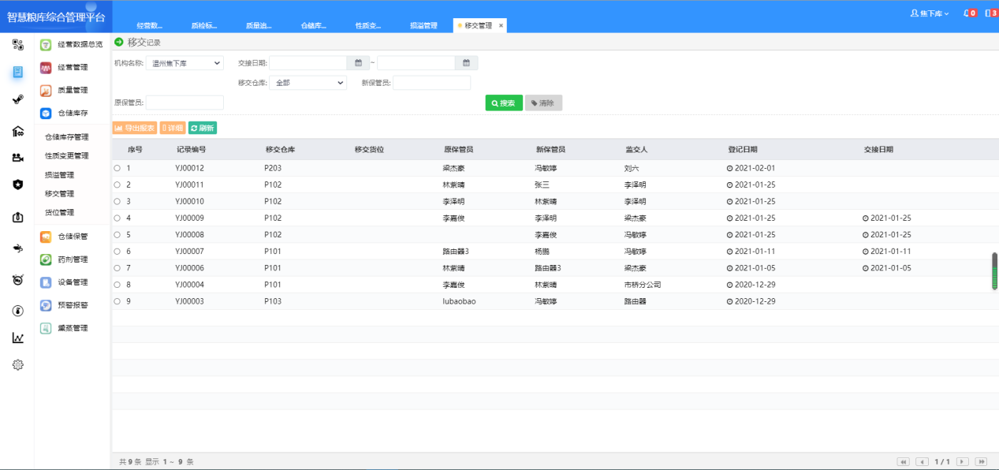 智慧粮库综合管理平台
经营数... 质检标... 质量追... 仓储库... 性质变... 损溢管理 移交管理 ×
焦下库 0 3
经营数据总览
经营管理
质量管理
仓储库存
仓储库存管理
性质变更管理
损溢管理
移交管理
货位管理
仓储保管
药剂管理
设备管理
预警报警
熏蒸管理
移交记录
机构名称: 温州焦下库 交接日期: ~
移交仓库: 全部 新保管员:
原保管员: 搜索 清除
导出报表 详细 刷新
序号 记录编号 移交仓库 移交货位 原保管员 新保管员 监交人 登记日期 交接日期
1 YJ00012 P203 梁杰豪 冯敏婷 刘六 2021-02-01
2 YJ00011 P102 林紫晴 张三 李泽明 2021-01-25
3 YJ00010 P102 李泽明 林紫晴 李泽明 2021-01-25
4 YJ00009 P102 李嘉俊 李泽明 梁杰豪 2021-01-25 2021-01-25
5 YJ00008 P102 李嘉俊 冯敏婷 2021-01-25 2021-01-25
6 YJ00007 P101 路由器3 杨鹏 冯敏婷 2021-01-11 2021-01-11
7 YJ00006 P101 林紫晴 路由器3 梁杰豪 2021-01-05 2021-01-05
8 YJ00004 P101 李嘉俊 林紫晴 市桥分公司 2020-12-29
9 YJ00003 P103 lubaobao 冯敏婷 路由器 2020-12-29
共 9 条 显示 1 ~ 9 条 1 / 1